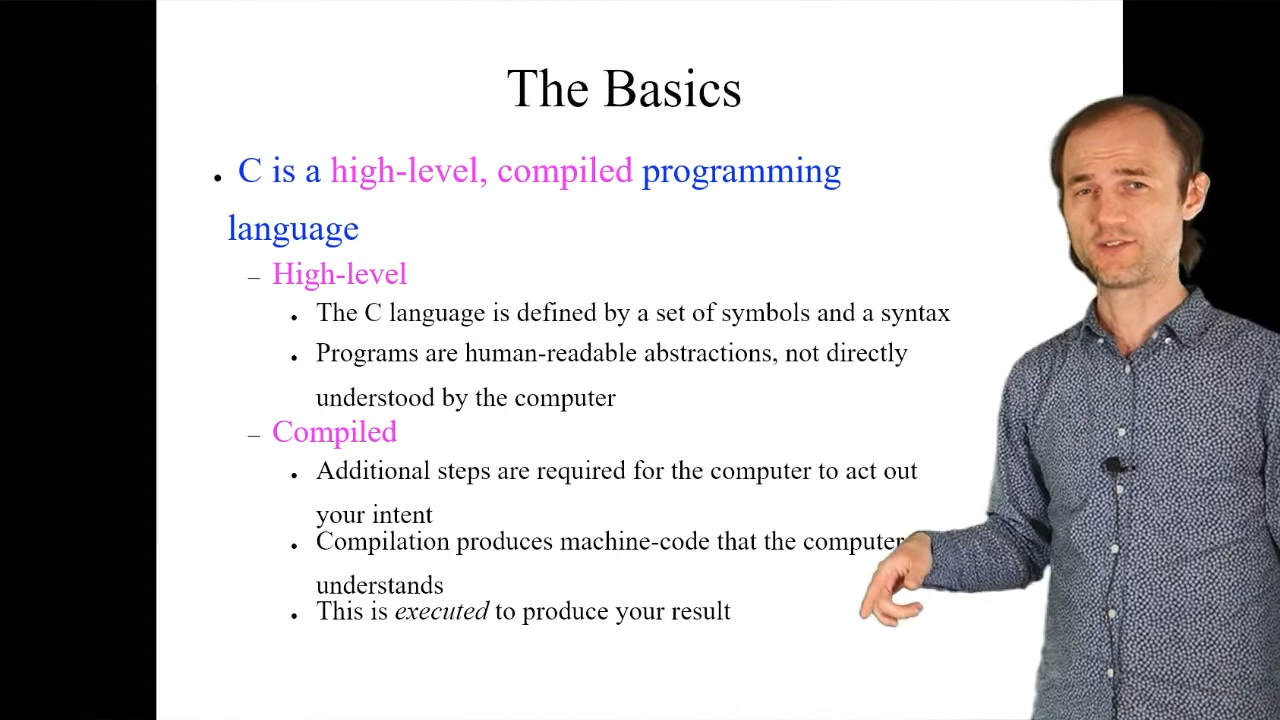 The Basics
• C is a high-level, compiled programming
language
– High-level
• The C language is defined by a set of symbols and a syntax
• Programs are human-readable abstractions, not directly
understood by the computer
– Compiled
• Additional steps are required for the computer to act out
your intent
• Compilation produces machine-code that the computer
understands
• This is executed to produce your result